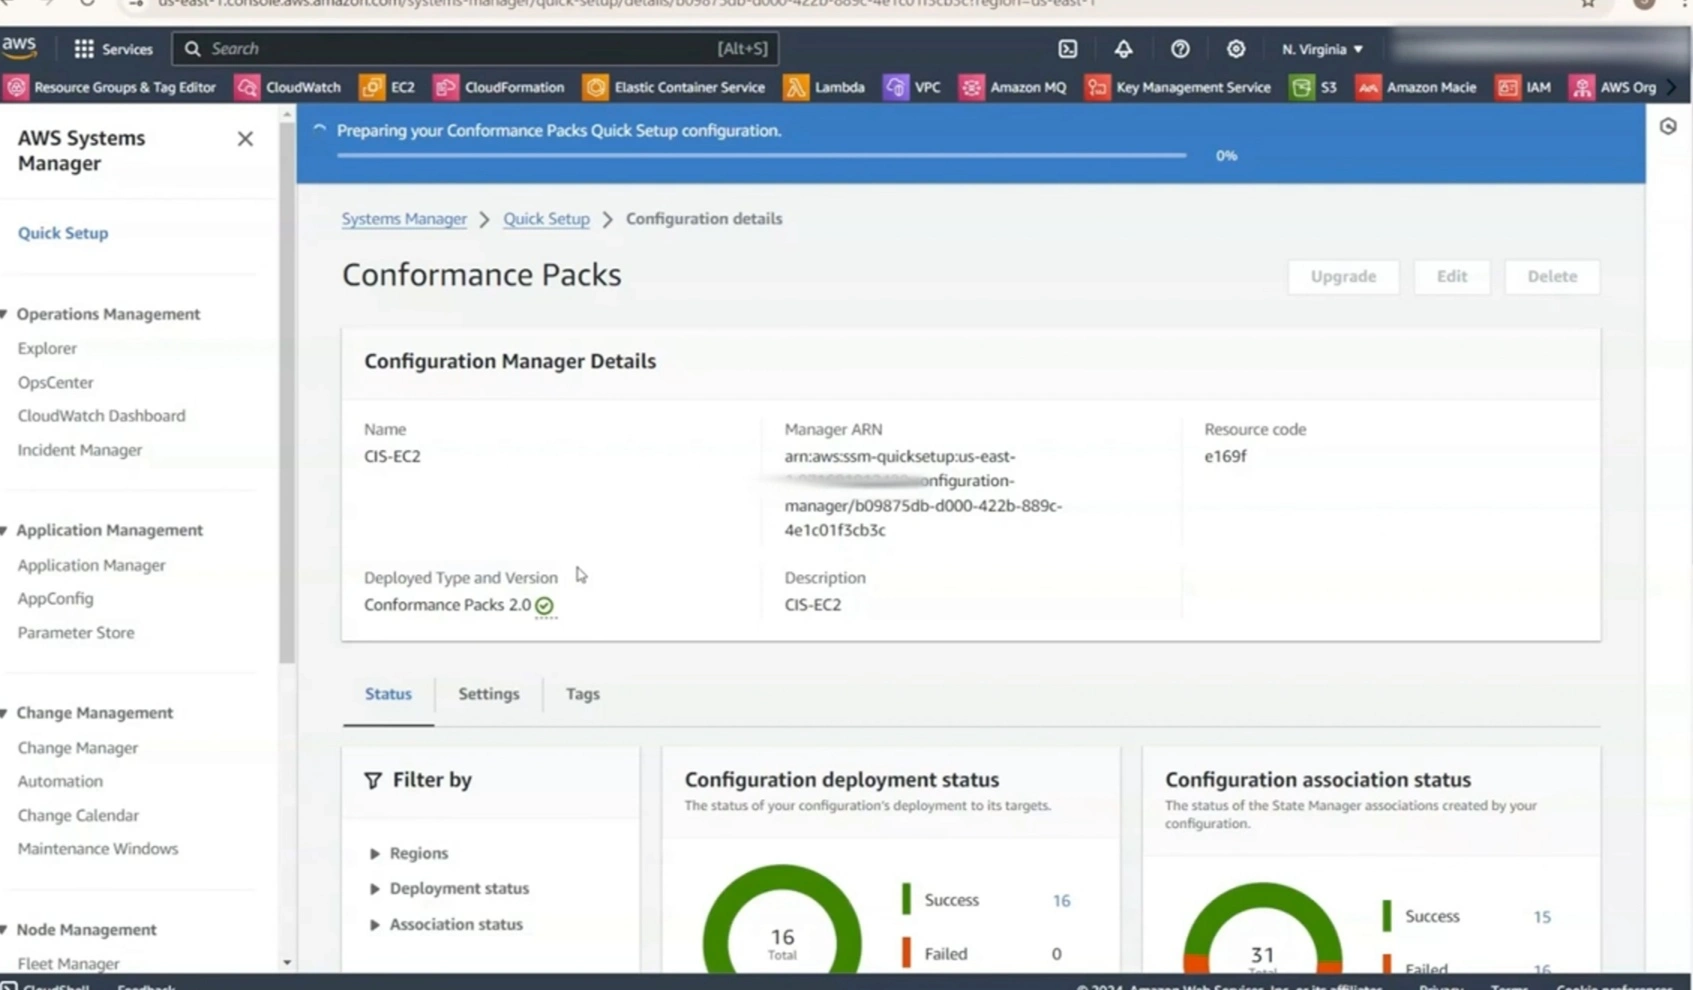 us-east-1.console.aws.amazon.com/systems-manager/quick-setup/details/b09875db-d000-422b-889c-4e1c01f3cb3c?region=us-east-1
aws
Services
Search
[Alt+S]
N. Virginia
Resource Groups & Tag Editor
CloudWatch
EC2
CloudFormation
Elastic Container Service
Lambda
VPC
Amazon MQ
Key Management Service
S3
Amazon Macie
IAM
AWS Org
AWS Systems
Manager
Quick Setup
Operations Management
Explorer
OpsCenter
CloudWatch Dashboard
Incident Manager
Application Management
Application Manager
AppConfig
Parameter Store
Change Management
Change Manager
Automation
Change Calendar
Maintenance Windows
Node Management
Fleet Manager
Preparing your Conformance Packs Quick Setup configuration.
0%
Systems Manager
Quick Setup
Configuration details
Conformance Packs
Upgrade
Edit
Delete
Configuration Manager Details
Name
CIS-EC2
Manager ARN
arn:aws:ssm-quicksetup:us-east-
onfiguration-
manager/b09875db-d000-422b-889c-
4e1c01f3cb3c
Resource code
e169f
Deployed Type and Version
Conformance Packs 2.0
Description
CIS-EC2
Status
Settings
Tags
Filter by
Regions
Deployment status
Association status
Configuration deployment status
The status of your configuration's deployment to its targets.
16
Total
Success 16
Failed 0
Configuration association status
The status of the State Manager associations created by your
configuration.
31
Total
Success 15
Failed 16
CloudShell
Feedback
© 2024, Amazon Web Services, Inc. or its affiliates.
Privacy
Terms
Cookie preferences